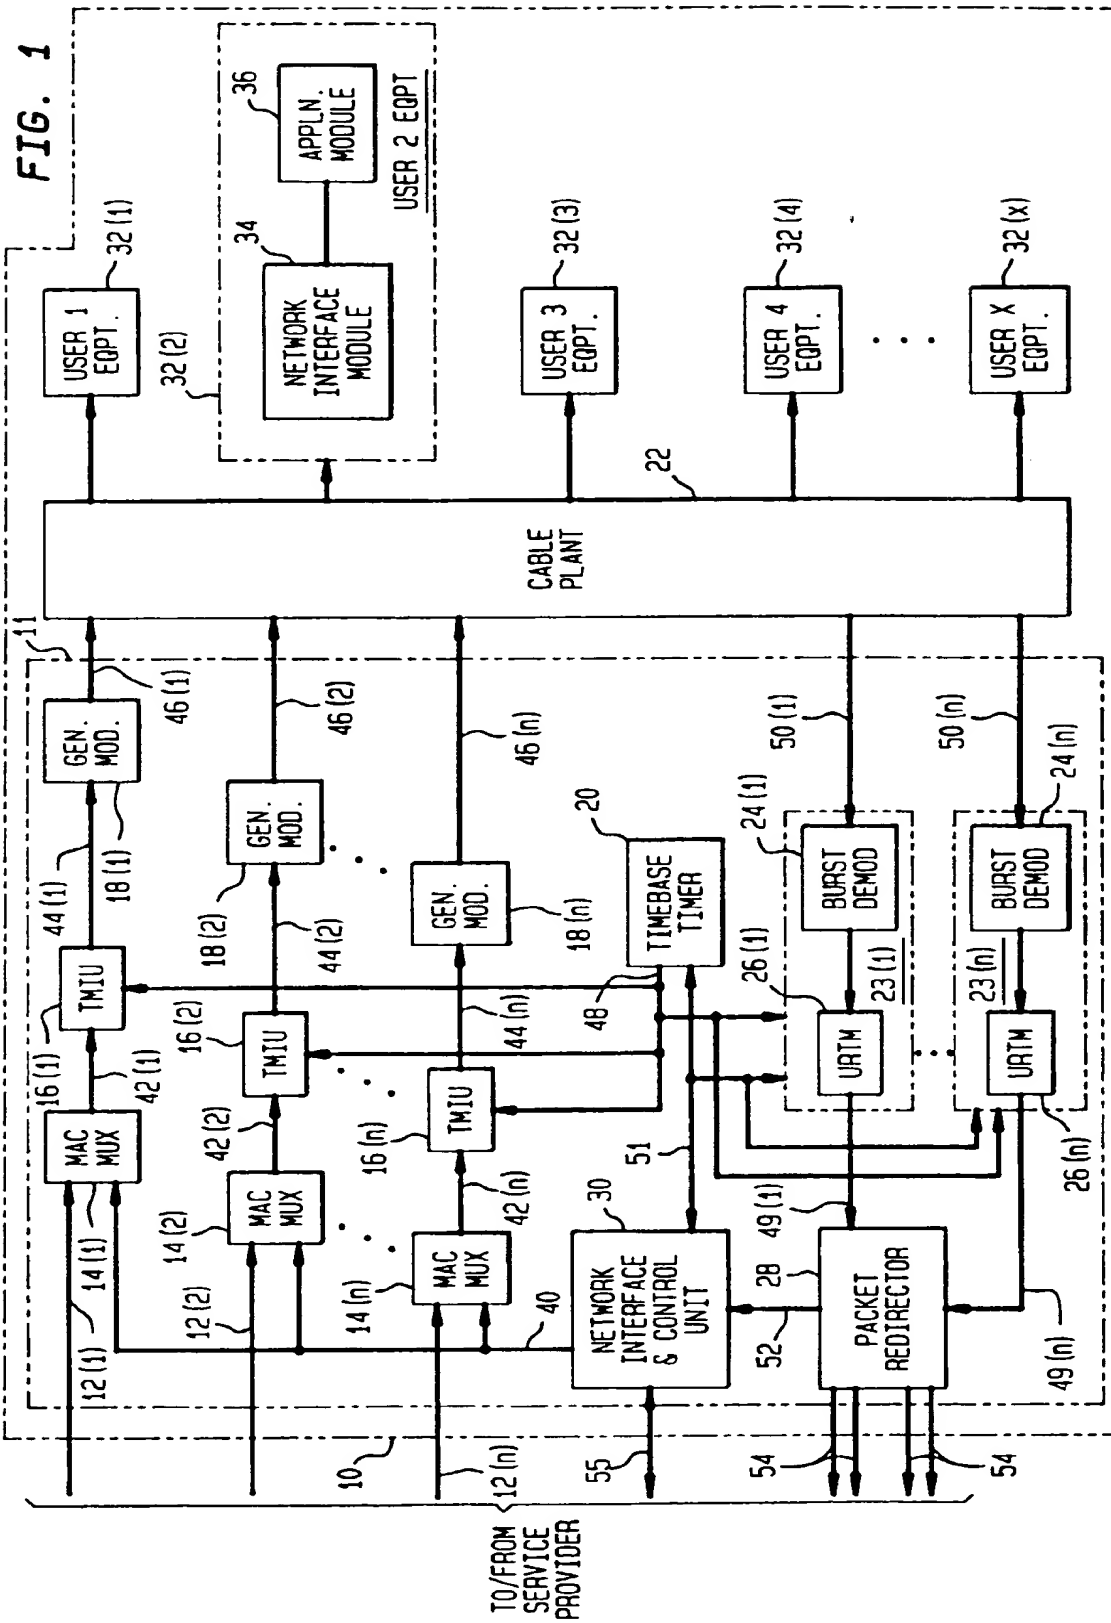 FIG. 1
11
10
TO/FROM
SERVICE
PROVIDER
12(1)
14(1)
MAC
MUX
42(1)
16(1)
TMIU
44(1)
18(1)
GEN.
MOD.
46(1)
12(2)
14(2)
MAC
MUX
42(2)
16(2)
TMIU
44(2)
18(2)
GEN.
MOD.
46(2)
12(n)
14(n)
MAC
MUX
42(n)
16(n)
TMIU
44(n)
18(n)
GEN.
MOD.
46(n)
40
55
30
NETWORK
INTERFACE
& CONTROL
UNIT
51
48
20
TIMEBASE
TIMER
52
54
54
28
PACKET
REDIRECTOR
49(1)
26(1)
URTM
23(1)
24(1)
BURST
DEMOD
50(1)
49(n)
26(n)
URTM
23(n)
24(n)
BURST
DEMOD
50(n)
CABLE
PLANT
22
USER 1
EQPT.
32(1)
32(2)
NETWORK
INTERFACE
MODULE
34
APPLN.
MODULE
36
USER 2 EQPT
USER 3
EQPT.
32(3)
USER 4
EQPT.
32(4)
USER X
EQPT.
32(x)